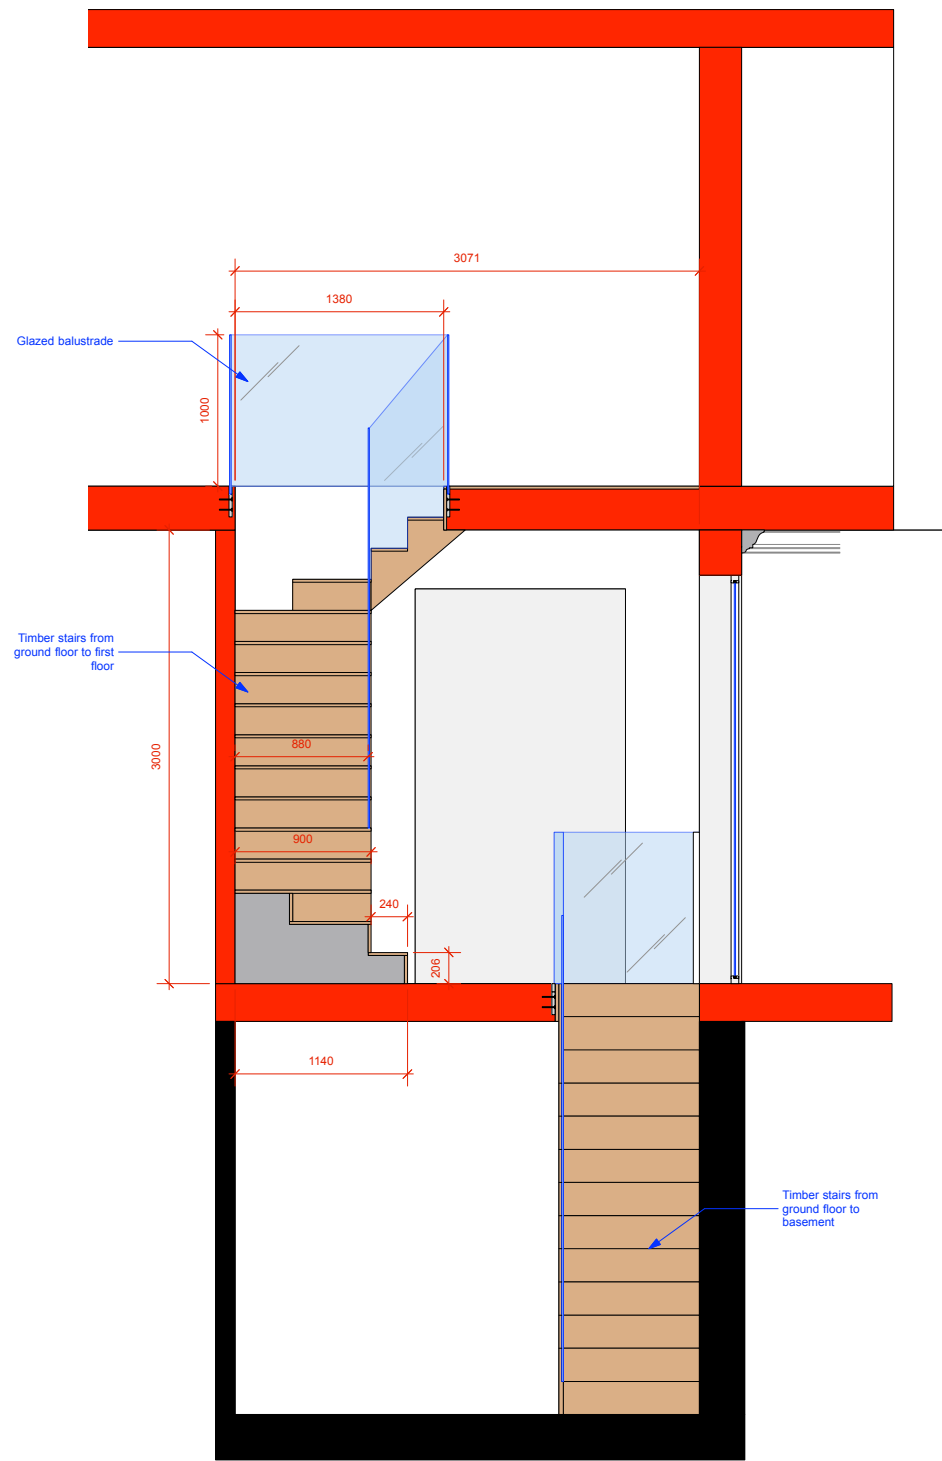 3071
1380
Glazed balustrade
1000
Timber stairs from
ground floor to first
floor
3000
880
900
240
206
1140
Timber stairs from
ground floor to
basement